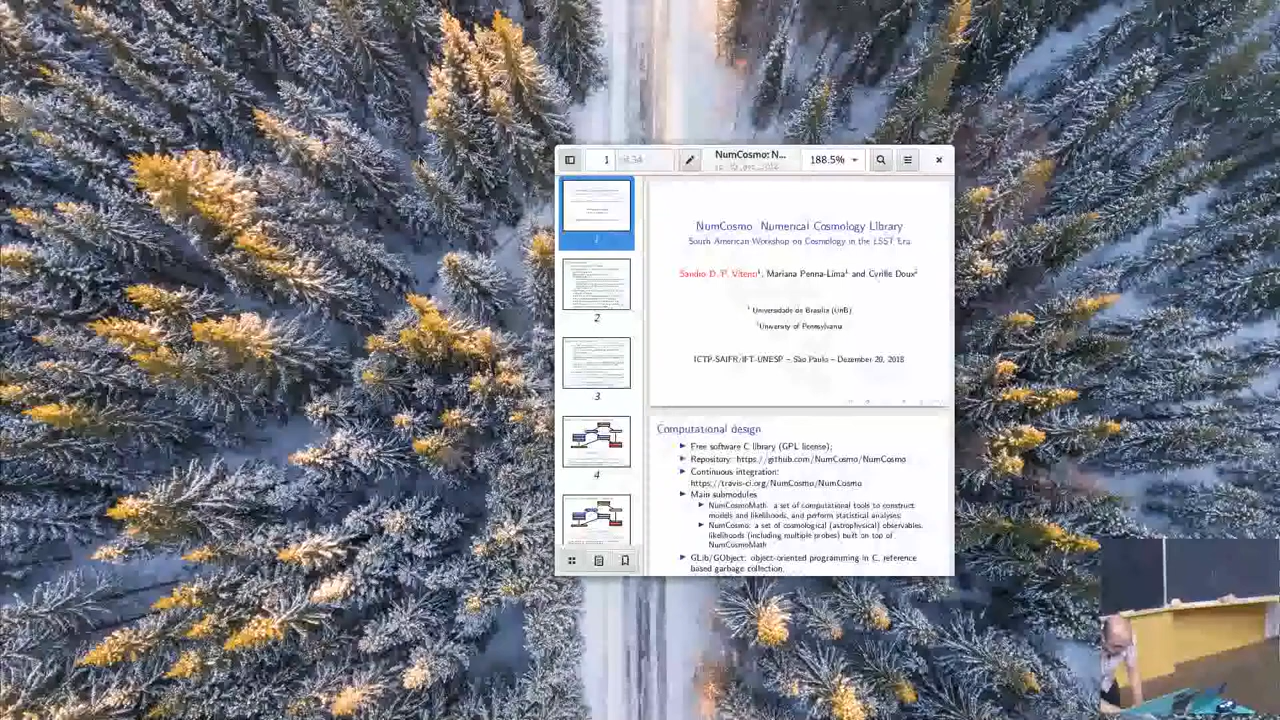 1
of 34
NumCosmo: N...
188.5%
1
2
3
4
NumCosmo Numerical Cosmology Library
South American Workshop on Cosmology in the LSST Era
Sandro D. P. Vitenti¹, Mariana Penna-Lima¹ and Cyrille Doux²
¹ Universidade de Brasília (UnB)
²University of Pennsylvania
ICTP-SAIFR/IFT-UNESP – São Paulo – Dezember 20, 2018
Computational design
Free software C library (GPL license);
Repository: https://github.com/NumCosmo/NumCosmo
Continuous integration:
https://travis-ci.org/NumCosmo/NumCosmo
Main submodules
NumCosmoMath: a set of computational tools to construct
models and likelihoods, and perform statistical analyses;
NumCosmo: a set of cosmological (astrophysical) observables,
likelihoods (including multiple probes) built on top of
NumCosmoMath
GLib/GObject: object-oriented programming in C, reference
based garbage collection,